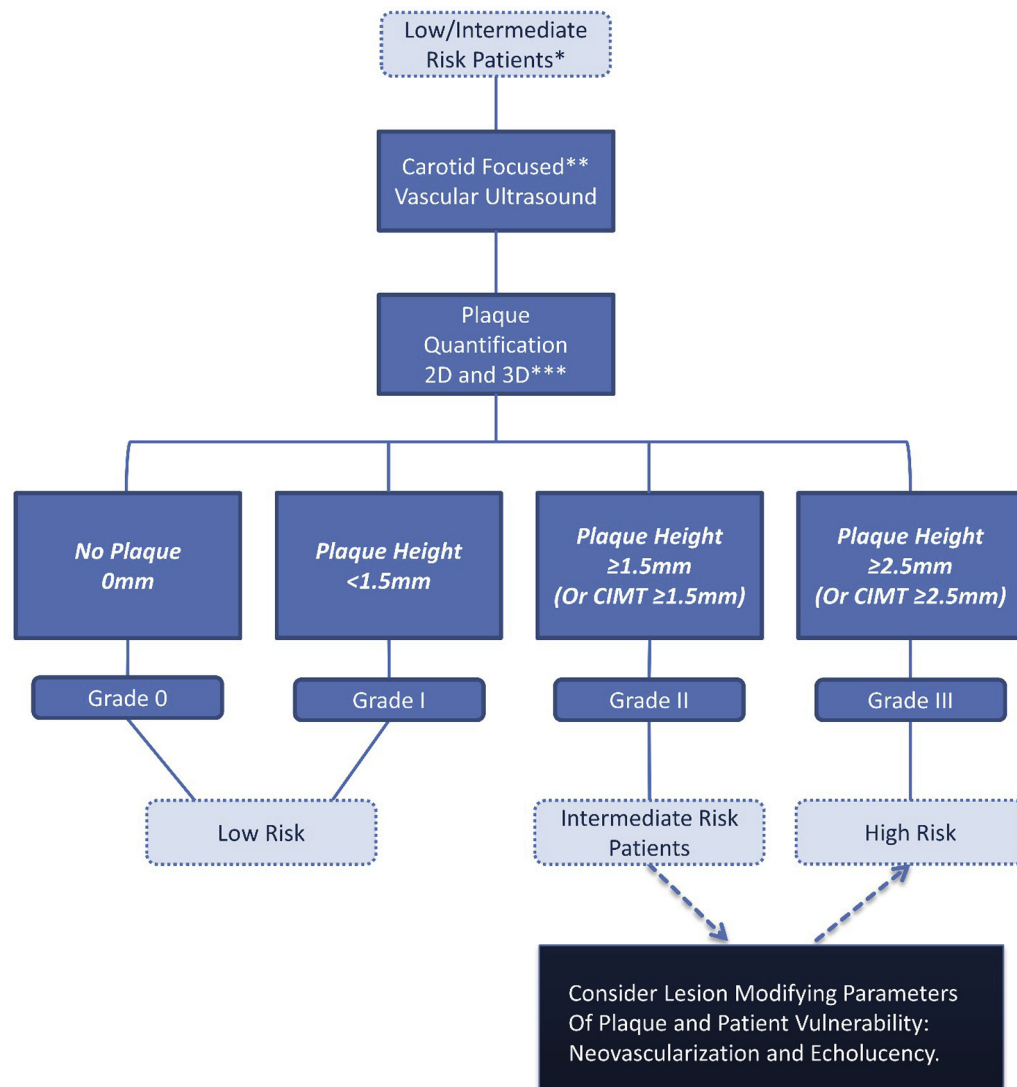 Low/Intermediate
Risk Patients*
Carotid Focused**
Vascular Ultrasound
Plaque
Quantification
2D and 3D***
No Plaque
0mm
Plaque Height
<1.5mm
Plaque Height
≥1.5mm
(Or CIMT ≥1.5mm)
Plaque Height
≥2.5mm
(Or CIMT ≥2.5mm)
Grade 0
Grade I
Grade II
Grade III
Low Risk
Intermediate Risk
Patients
High Risk
Consider Lesion Modifying Parameters
Of Plaque and Patient Vulnerability:
Neovascularization and Echolucency.